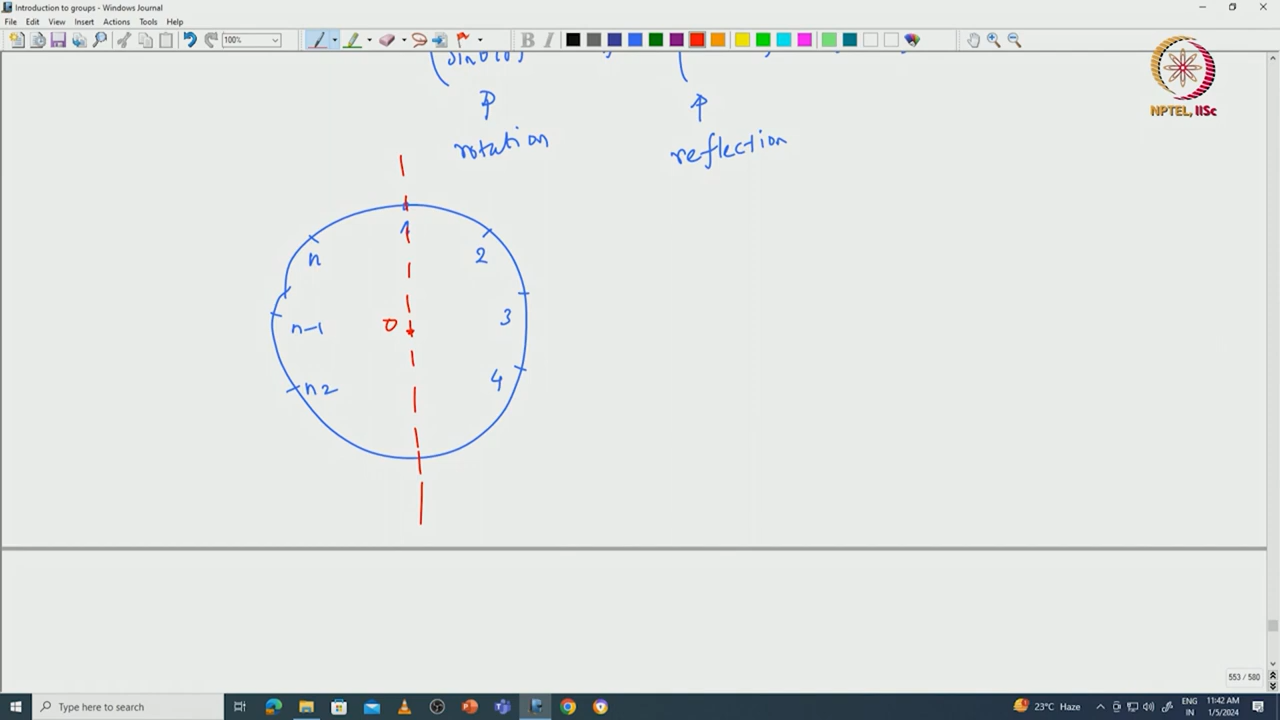 Introduction to groups - Windows Journal
File Edit View Insert Actions Tools Help
100%
B I
NPTEL, IISc
rotation
reflection
1
n
2
3
n-1
0
4
n2
553 / 580
Type here to search
23°C Haze
ENG
IN
11:42 AM
1/5/2024